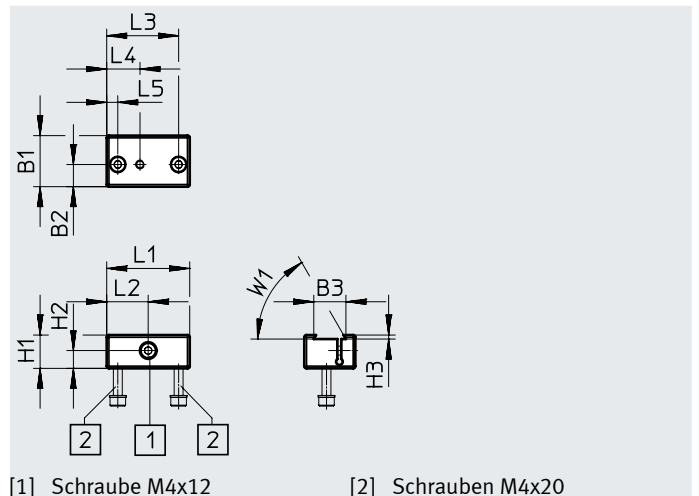 L3
L4
L5
B1
B2
L1
L2
H2
H1
W1
B3
H3
2
1
2
[1] Schraube M4x12
[2] Schrauben M4x20